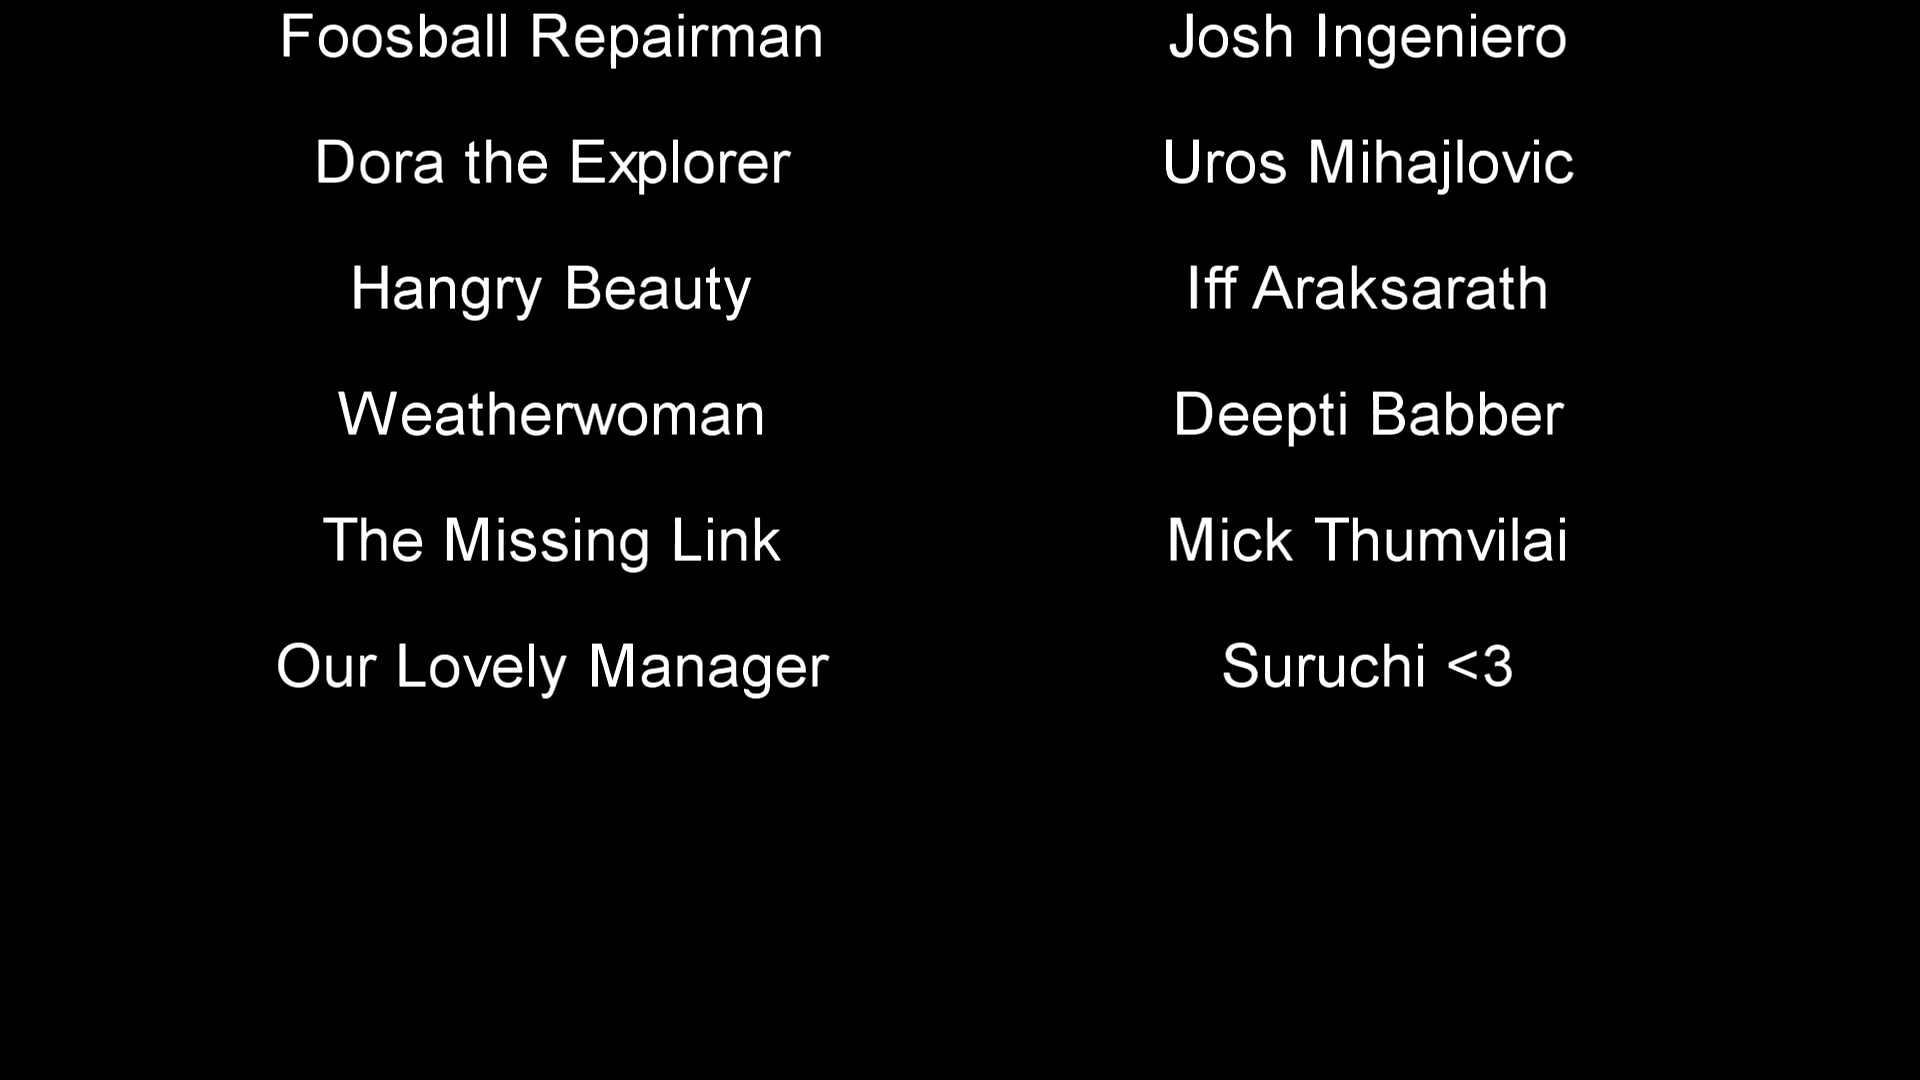 Foosball Repairman Josh Ingeniero
Dora the Explorer Uros Mihajlovic
Hangry Beauty Iff Araksarath
Weatherwoman Deepti Babber
The Missing Link Mick Thumvilai
Our Lovely Manager Suruchi <3